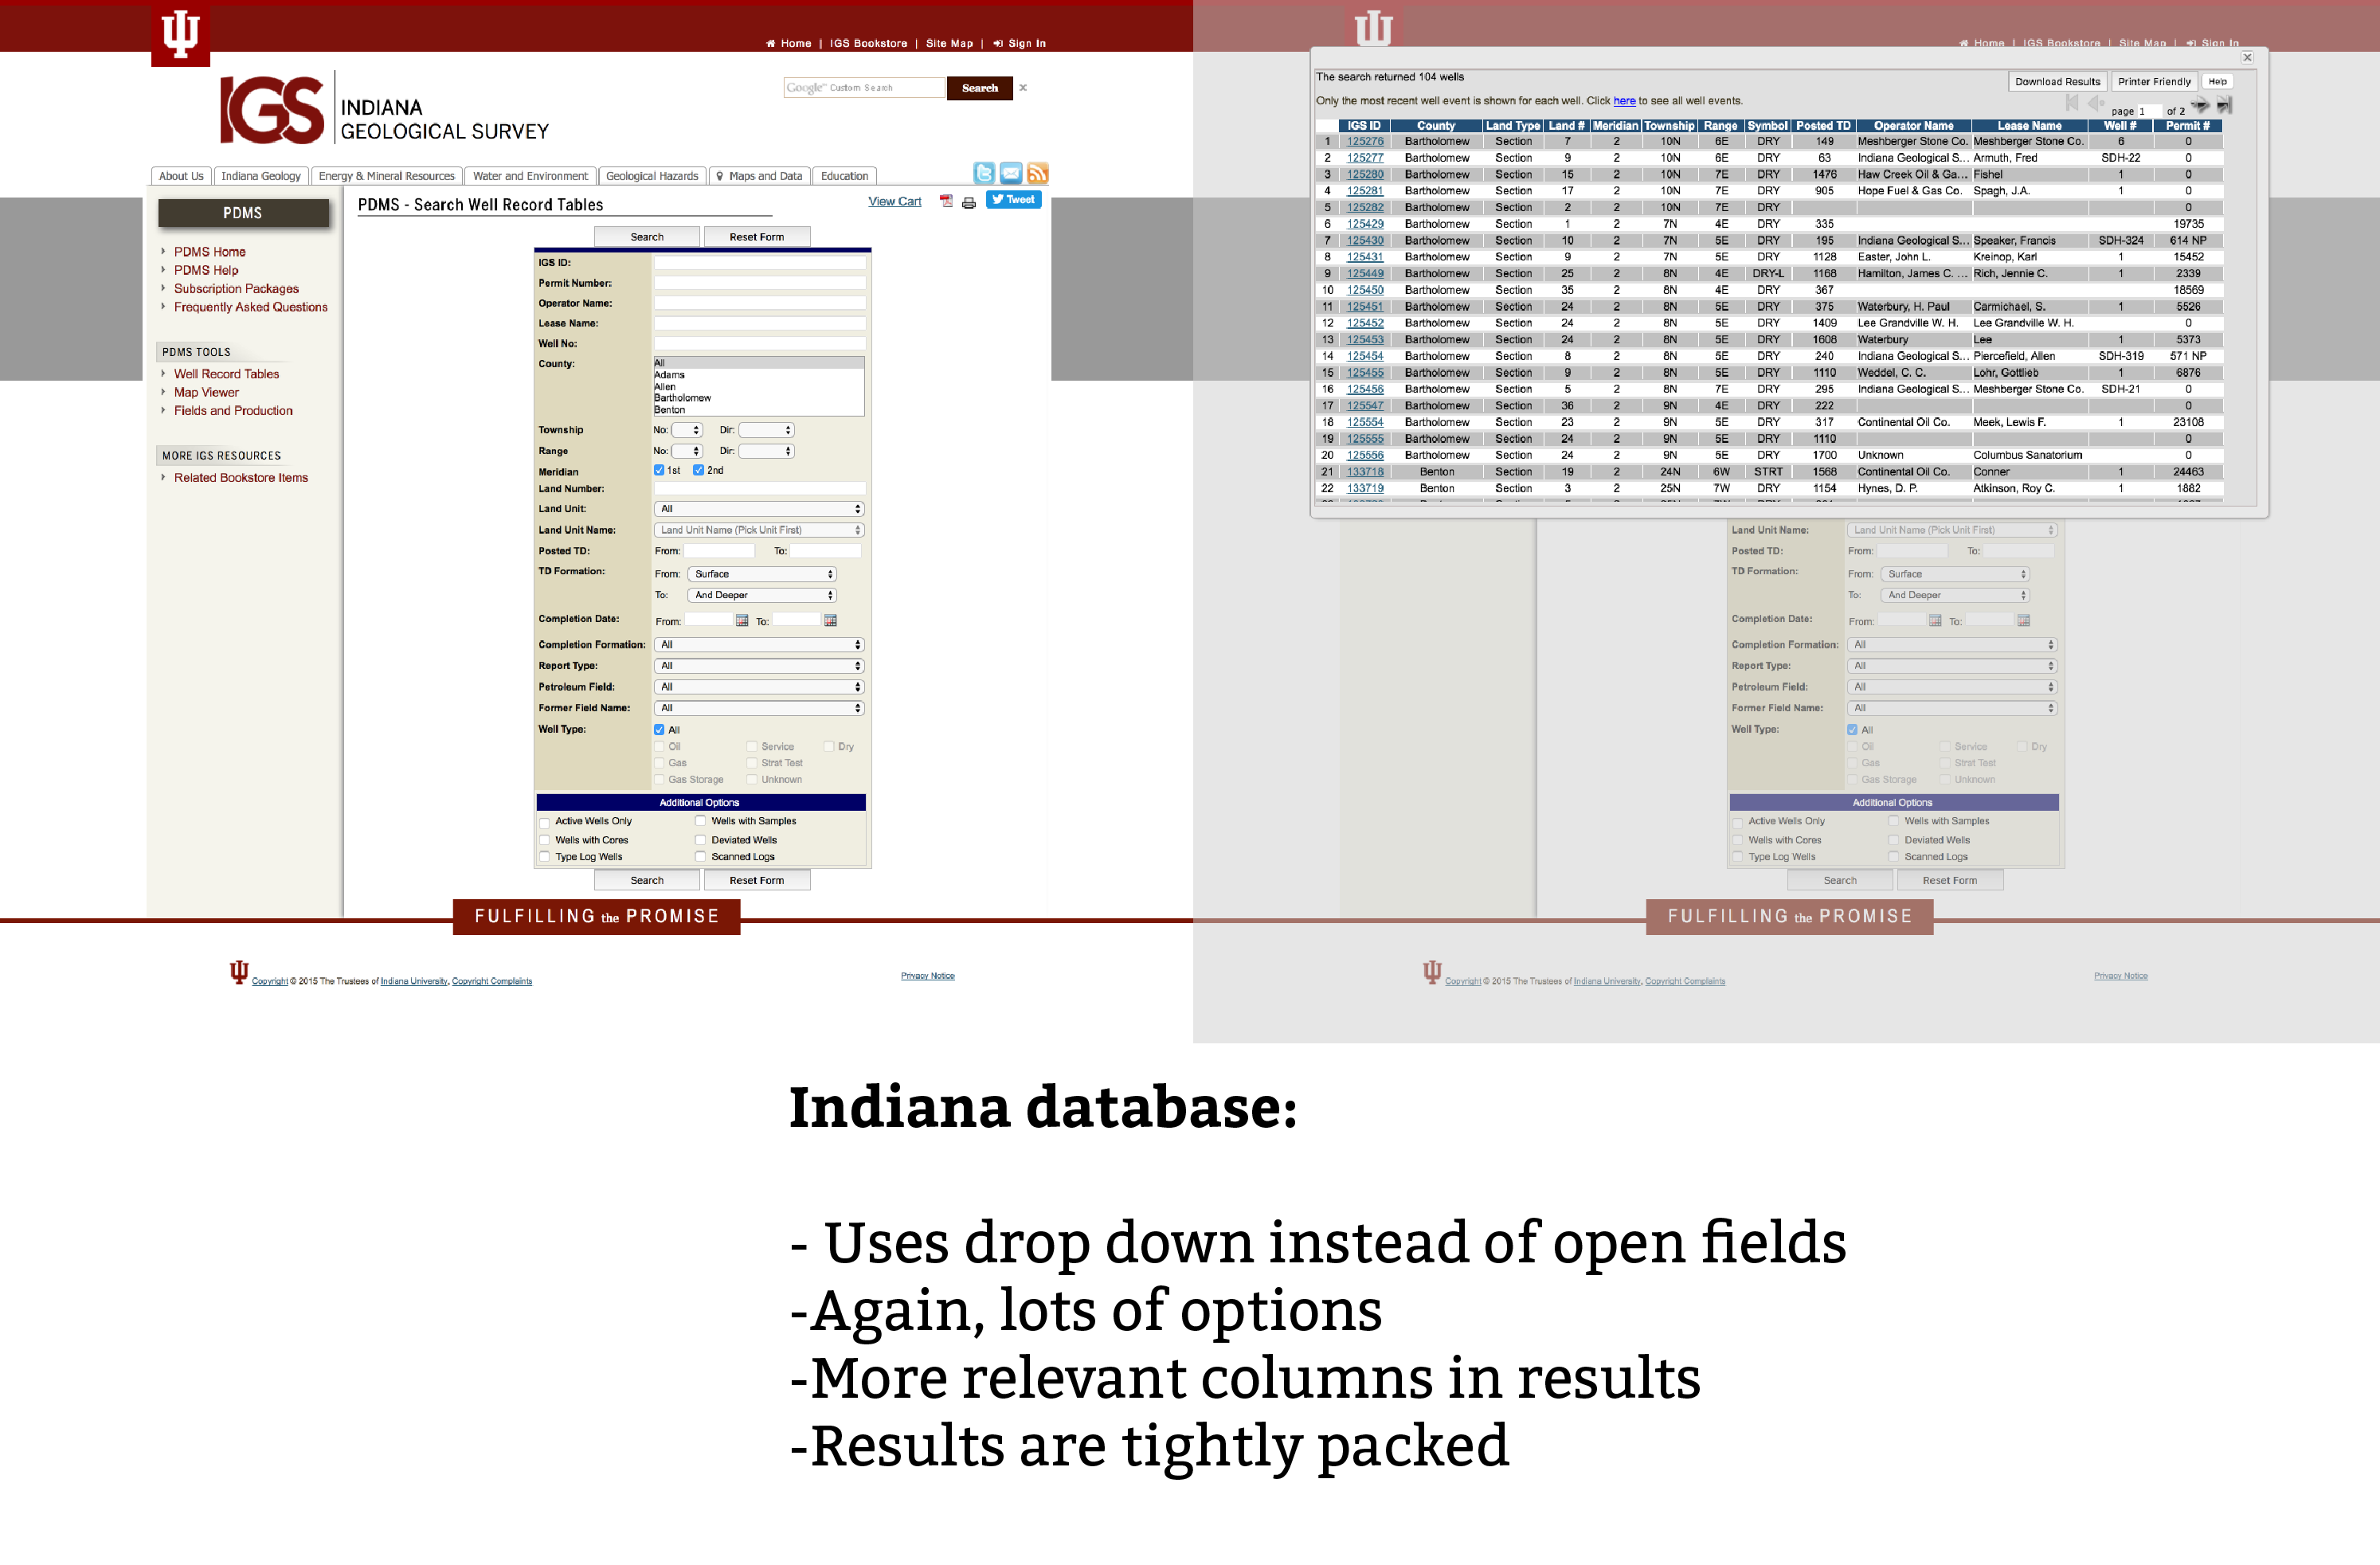 Home | IGS Bookstore | Site Map | Sign In
IGS INDIANA GEOLOGICAL SURVEY
Google™ Custom Search Search ×
About Us Indiana Geology Energy & Mineral Resources Water and Environment Geological Hazards Maps and Data Education
PDMS
PDMS Home
PDMS Help
Subscription Packages
Frequently Asked Questions
PDMS TOOLS
Well Record Tables
Map Viewer
Fields and Production
MORE IGS RESOURCES
Related Bookstore Items
PDMS - Search Well Record Tables
View Cart Tweet
Search Reset Form
IGS ID:
Permit Number:
Operator Name:
Lease Name:
Well No:
County: All
Adams
Allen
Bartholomew
Benton
Township No: Dir:
Range No: Dir:
Meridian 1st 2nd
Land Number:
Land Unit: All
Land Unit Name: Land Unit Name (Pick Unit First)
Posted TD: From: To:
TD Formation: From: Surface
To: And Deeper
Completion Date: From: To:
Completion Formation: All
Report Type: All
Petroleum Field: All
Former Field Name: All
Well Type: All
Oil Service Dry
Gas Strat Test
Gas Storage Unknown
Additional Options
Active Wells Only Wells with Samples
Wells with Cores Deviated Wells
Type Log Wells Scanned Logs
Search Reset Form
FULFILLING the PROMISE
Copyright © 2015 The Trustees of Indiana University, Copyright Complaints
Privacy Notice
Home | IGS Bookstore | Site Map | Sign In
The search returned 104 wells
Download Results Printer Friendly Help
Only the most recent well event is shown for each well. Click here to see all well events.
page 1 of 2
IGS ID County Land Type Land # Meridian Township Range Symbol Posted TD Operator Name Lease Name Well # Permit #
1 125276 Bartholomew Section 7 2 10N 6E DRY 149 Meshberger Stone Co. Meshberger Stone Co. 6 0
2 125277 Bartholomew Section 9 2 10N 6E DRY 63 Indiana Geological S... Armuth, Fred SDH-22 0
3 125280 Bartholomew Section 15 2 10N 7E DRY 1476 Haw Creek Oil & Ga... Fishel 1 0
4 125281 Bartholomew Section 17 2 10N 7E DRY 905 Hope Fuel & Gas Co. Spagh, J.A. 1 0
5 125282 Bartholomew Section 2 2 10N 7E DRY 0
6 125429 Bartholomew Section 1 2 7N 4E DRY 335 19735
7 125430 Bartholomew Section 10 2 7N 5E DRY 195 Indiana Geological S... Speaker, Francis SDH-324 614 NP
8 125431 Bartholomew Section 9 2 7N 5E DRY 1128 Easter, John L. Kreinop, Karl 1 15452
9 125449 Bartholomew Section 25 2 8N 4E DRY-L 1168 Hamilton, James C. ... Rich, Jennie C. 1 2339
10 125450 Bartholomew Section 35 2 8N 4E DRY 367 18569
11 125451 Bartholomew Section 24 2 8N 5E DRY 375 Waterbury, H. Paul Carmichael, S. 1 5526
12 125452 Bartholomew Section 24 2 8N 5E DRY 1409 Lee Grandville W. H. Lee Grandville W. H. 0
13 125453 Bartholomew Section 24 2 8N 5E DRY 1608 Waterbury Lee 1 5373
14 125454 Bartholomew Section 8 2 8N 5E DRY 240 Indiana Geological S... Piercefield, Allen SDH-319 571 NP
15 125455 Bartholomew Section 9 2 8N 5E DRY 1110 Weddel, C. C. Lohr, Gottlieb 1 6876
16 125456 Bartholomew Section 5 2 8N 7E DRY 295 Indiana Geological S... Meshberger Stone Co. SDH-21 0
17 125547 Bartholomew Section 36 2 9N 4E DRY 222 0
18 125554 Bartholomew Section 23 2 9N 5E DRY 317 Continental Oil Co. Meek, Lewis F. 1 23108
19 125555 Bartholomew Section 24 2 9N 5E DRY 1110 0
20 125556 Bartholomew Section 24 2 9N 5E DRY 1700 Unknown Columbus Sanatorium 0
21 133718 Benton Section 19 2 24N 6W STRT 1568 Continental Oil Co. Conner 1 24463
22 133719 Benton Section 3 2 25N 7W DRY 1154 Hynes, D. P. Atkinson, Roy C. 1 1882
Land Unit Name: Land Unit Name (Pick Unit First)
Posted TD: From: To:
TD Formation: From: Surface
To: And Deeper
Completion Date: From: To:
Completion Formation: All
Report Type: All
Petroleum Field: All
Former Field Name: All
Well Type: All
Oil Service Dry
Gas Strat Test
Gas Storage Unknown
Additional Options
Active Wells Only Wells with Samples
Wells with Cores Deviated Wells
Type Log Wells Scanned Logs
Search Reset Form
FULFILLING the PROMISE
Copyright © 2015 The Trustees of Indiana University, Copyright Complaints
Privacy Notice
Indiana database:
- Uses drop down instead of open fields
-Again, lots of options
-More relevant columns in results
-Results are tightly packed